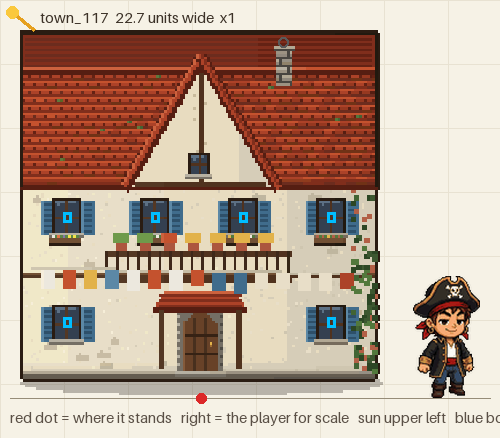 town_117 22.7 units wide x1
red dot = where it stands right = the player for scale sun upper left blue bo